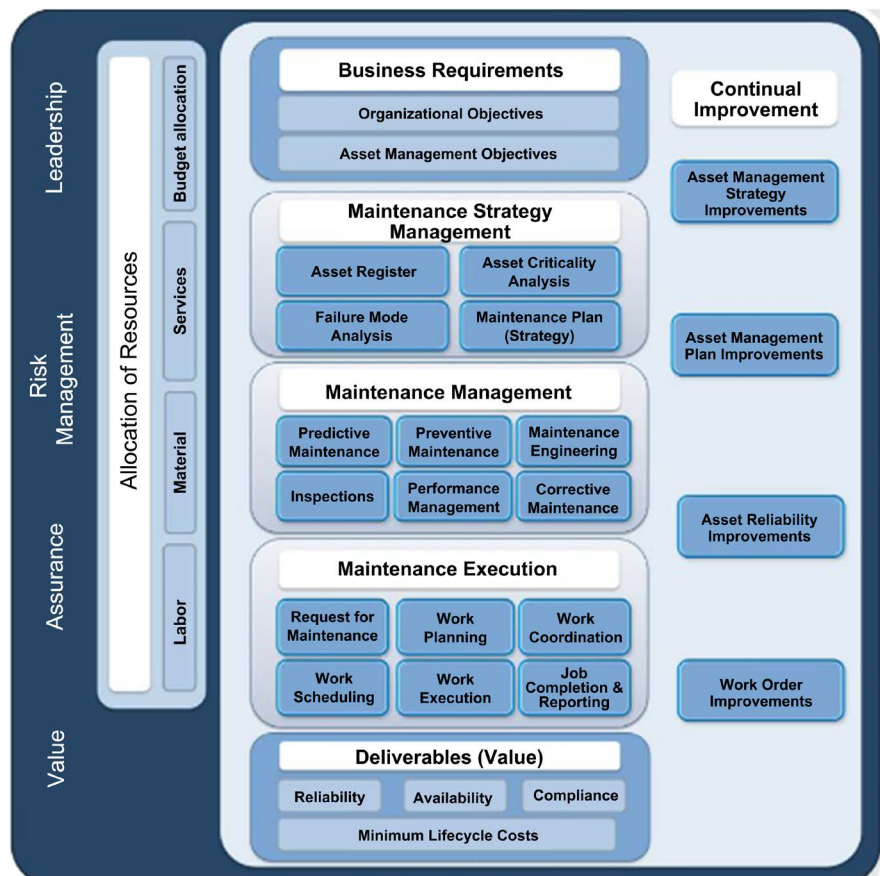 Leadership
Risk
Management
Assurance
Value
Allocation of Resources
Budget allocation
Services
Material
Labor
Business Requirements
Organizational Objectives
Asset Management Objectives
Maintenance Strategy
Management
Asset Register
Asset Criticality
Analysis
Failure Mode
Analysis
Maintenance Plan
(Strategy)
Maintenance Management
Predictive
Maintenance
Preventive
Maintenance
Maintenance
Engineering
Inspections
Performance
Management
Corrective
Maintenance
Maintenance Execution
Request for
Maintenance
Work
Planning
Work
Coordination
Work
Scheduling
Work
Execution
Job
Completion &
Reporting
Deliverables (Value)
Reliability
Availability
Compliance
Minimum Lifecycle Costs
Continual
Improvement
Asset Management
Strategy
Improvements
Asset Management
Plan Improvements
Asset Reliability
Improvements
Work Order
Improvements